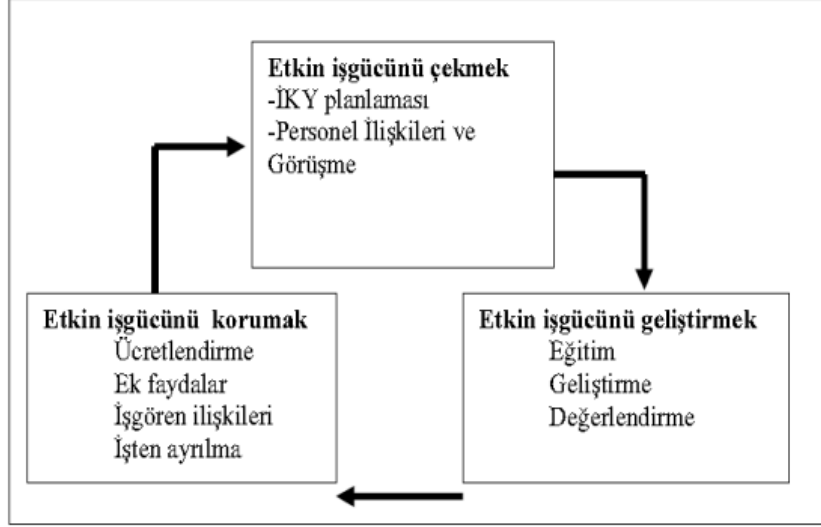 Etkin işgücünü çekmek
-İKY planlaması
-Personel İlişkileri ve
Görüşme
Etkin işgücünü korumak
Ücretlendirme
Ek faydalar
İşgören ilişkileri
İşten ayrılma
Etkin işgücünü geliştirmek
Eğitim
Geliştirme
Değerlendirme